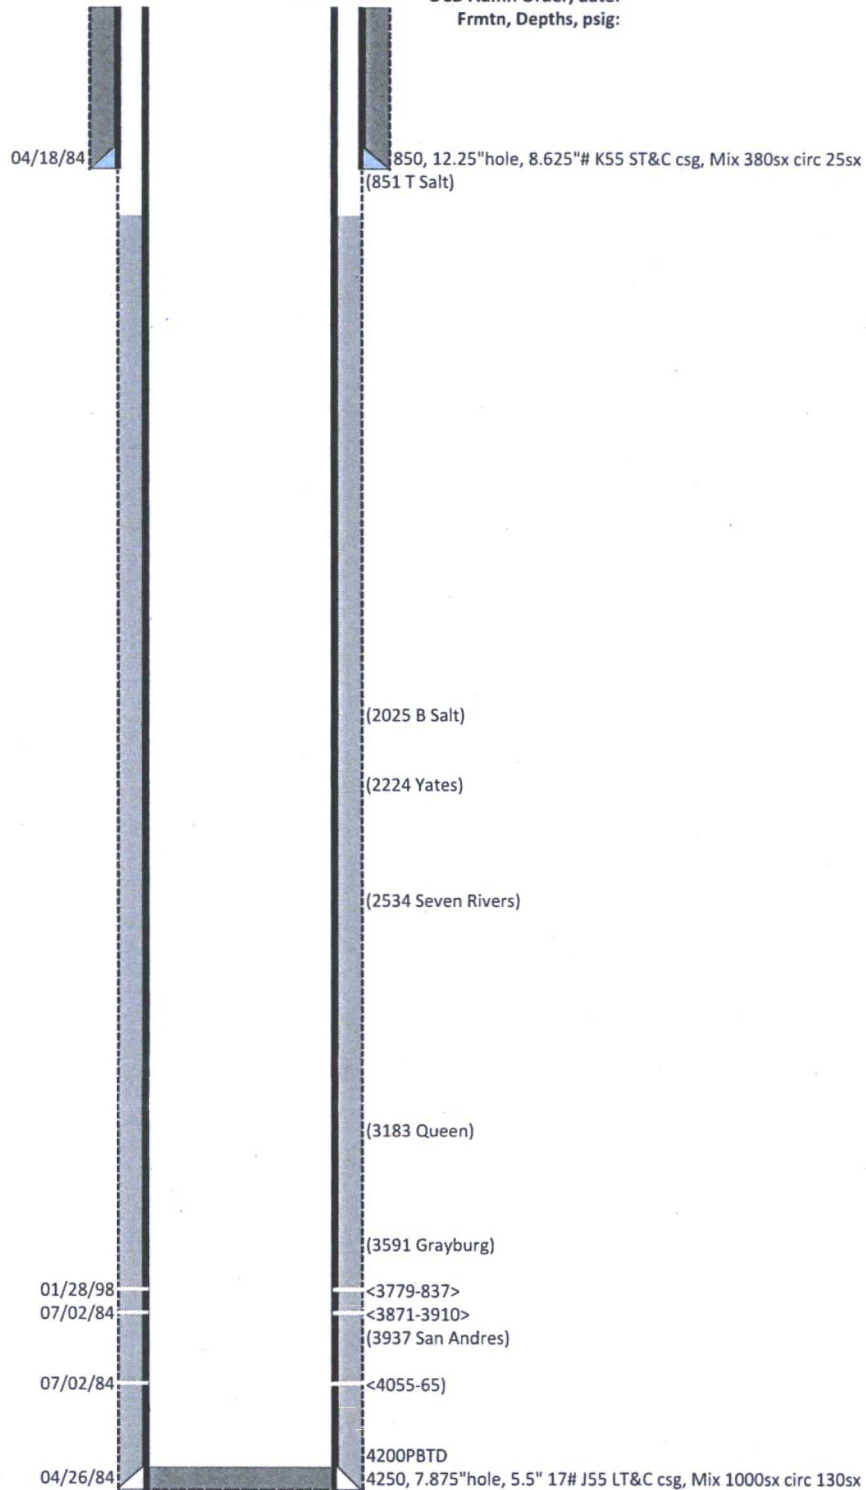 Frmtn, Depths, psig:
04/18/84 850, 12.25"hole, 8.625"# K55 ST&C csg, Mix 380sx circ 25sx
(851 T Salt)
(2025 B Salt)
(2224 Yates)
(2534 Seven Rivers)
(3183 Queen)
(3591 Grayburg)
01/28/98 <3779-837>
07/02/84 <3871-3910>
(3937 San Andres)
07/02/84 <4055-65)
4200PBTD
04/26/84 4250, 7.875"hole, 5.5" 17# J55 LT&C csg, Mix 1000sx circ 130sx